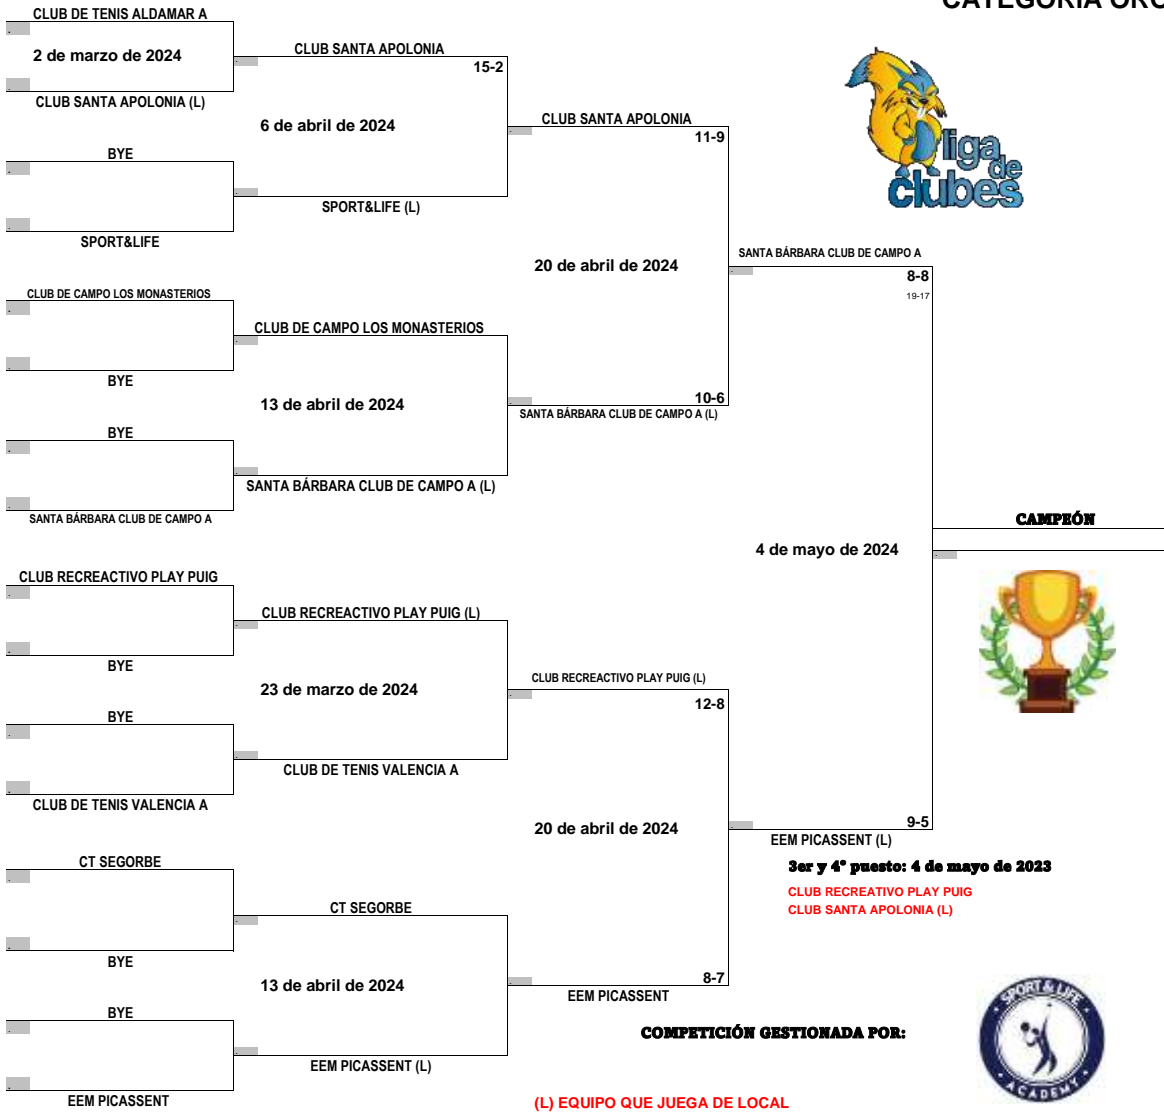 CATEGORÍA ORO
CLUB DE TENIS ALDAMAR A
2 de marzo de 2024
CLUB SANTA APOLONIA (L)
CLUB SANTA APOLONIA
15-2
6 de abril de 2024
BYE
SPORT&LIFE
SPORT&LIFE (L)
CLUB SANTA APOLONIA
11-9
liga de clubes
20 de abril de 2024
SANTA BÁRBARA CLUB DE CAMPO A
8-8
19-17
CLUB DE CAMPO LOS MONASTERIOS
BYE
CLUB DE CAMPO LOS MONASTERIOS
13 de abril de 2024
10-6
SANTA BÁRBARA CLUB DE CAMPO A (L)
BYE
SANTA BÁRBARA CLUB DE CAMPO A
SANTA BÁRBARA CLUB DE CAMPO A (L)
CAMPEÓN
4 de mayo de 2024
CLUB RECREACTIVO PLAY PUIG
BYE
CLUB RECREACTIVO PLAY PUIG (L)
23 de marzo de 2024
CLUB RECREACTIVO PLAY PUIG (L)
12-8
BYE
CLUB DE TENIS VALENCIA A
CLUB DE TENIS VALENCIA A
20 de abril de 2024
9-5
EEM PICASSENT (L)
3er y 4º puesto: 4 de mayo de 2023
CLUB RECREATIVO PLAY PUIG
CLUB SANTA APOLONIA (L)
CT SEGORBE
BYE
CT SEGORBE
13 de abril de 2024
8-7
EEM PICASSENT
BYE
EEM PICASSENT
EEM PICASSENT (L)
COMPETICIÓN GESTIONADA POR:
SPORT & LIFE
ACADEMY
(L) EQUIPO QUE JUEGA DE LOCAL